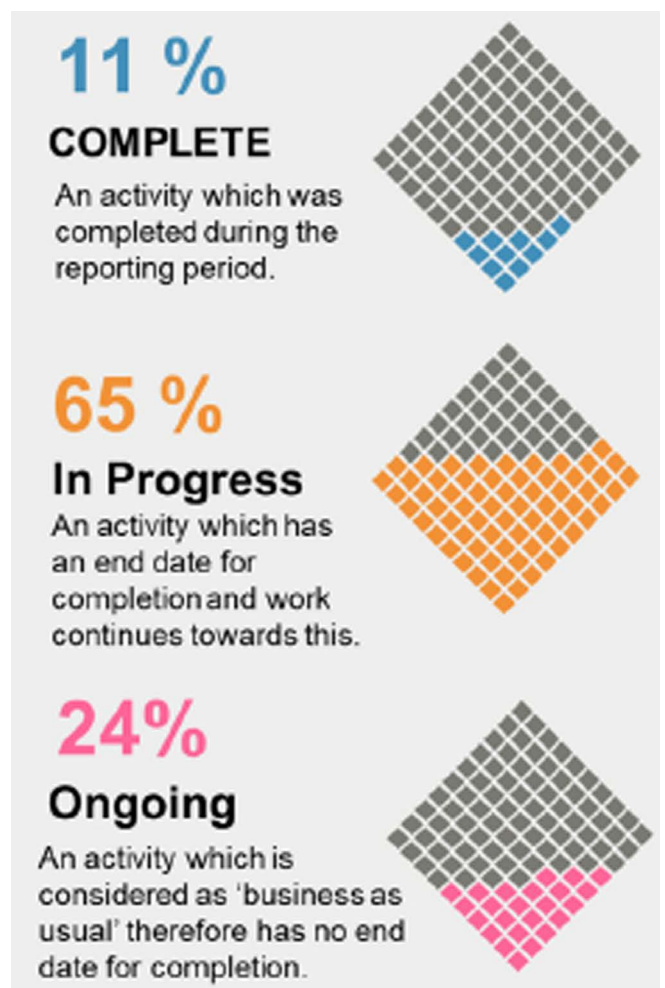 11 %
COMPLETE
An activity which was
completed during the
reporting period.
65 %
In Progress
An activity which has
an end date for
completion and work
continues towards this.
24%
Ongoing
An activity which is
considered as ‘business as
usual’ therefore has no end
date for completion.